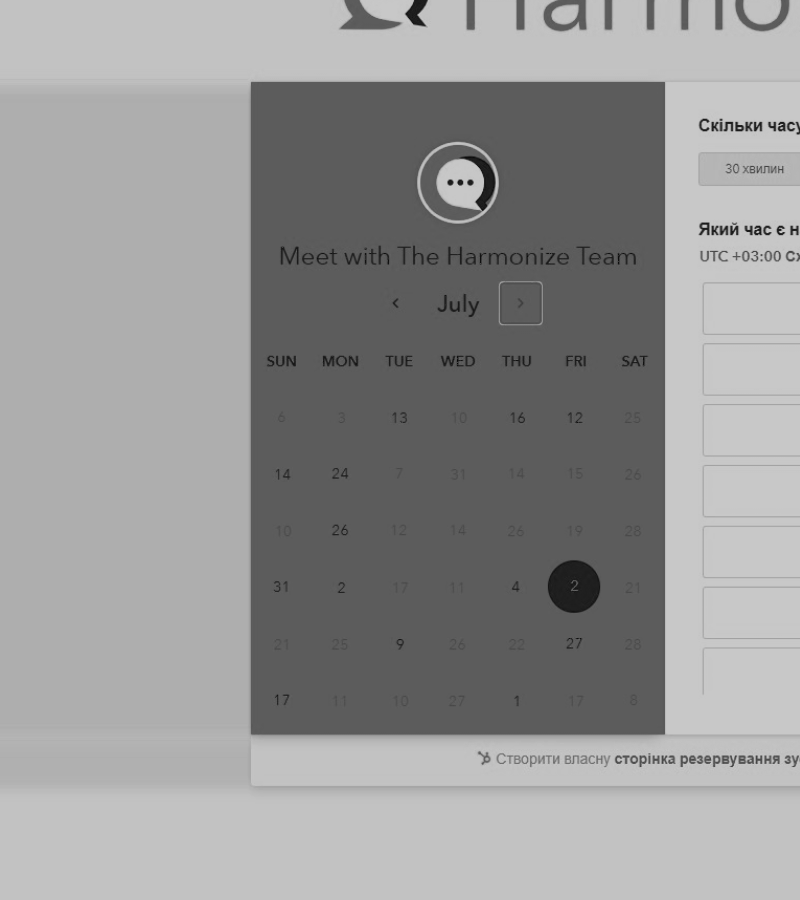 Harmo
Meet with The Harmonize Team
July
SUN MON TUE WED THU FRI SAT
6 3 13 10 16 12 25
14 24 7 31 14 15 26
10 26 12 14 26 19 28
31 2 17 11 4 2 21
21 25 9 26 22 27 28
17 11 10 27 1 17 8
Скільки часу
30 хвилин
Який час є н
UTC +03:00 Сх
Створити власну сторінка резервування зу